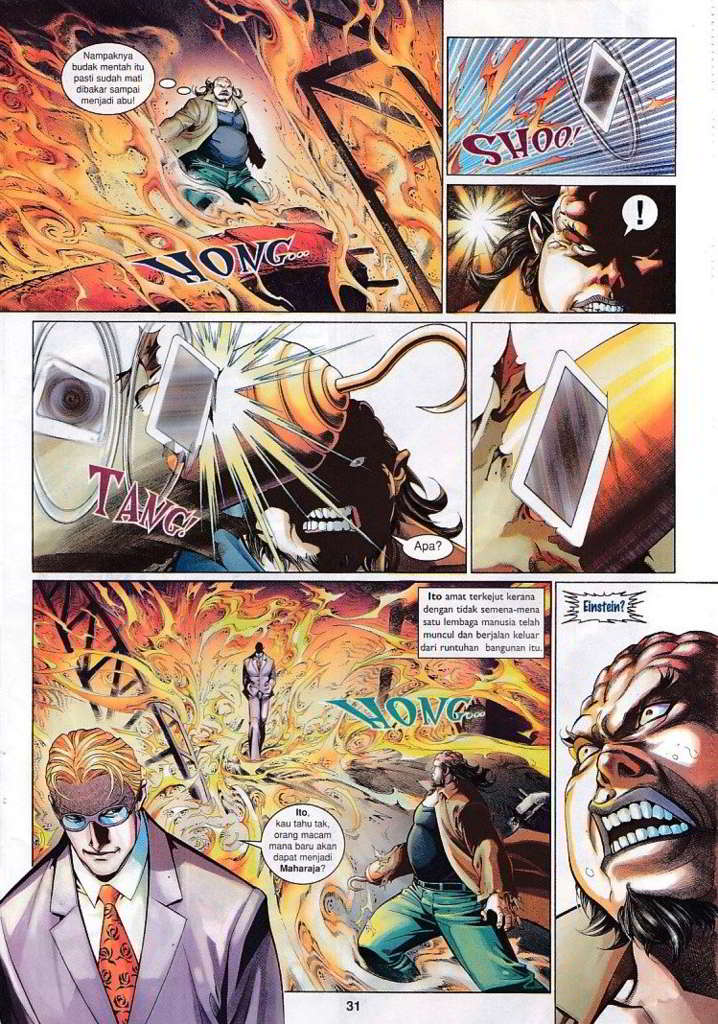 Nampaknya
budak mentah itu
pasti sudah mati
dibakar sampai
menjadi abu!
HONG...
SHOO!
!
TANG!
Apa?
Ito amat terkejut kerana
dengan tidak semena-mena
satu lembaga manusia telah
muncul dan berjalan keluar
dari runtuhan bangunan itu.
HONG...
Ito,
kau tahu tak,
orang macam
mana baru akan
dapat menjadi
Maharaja?
Einstein?
31